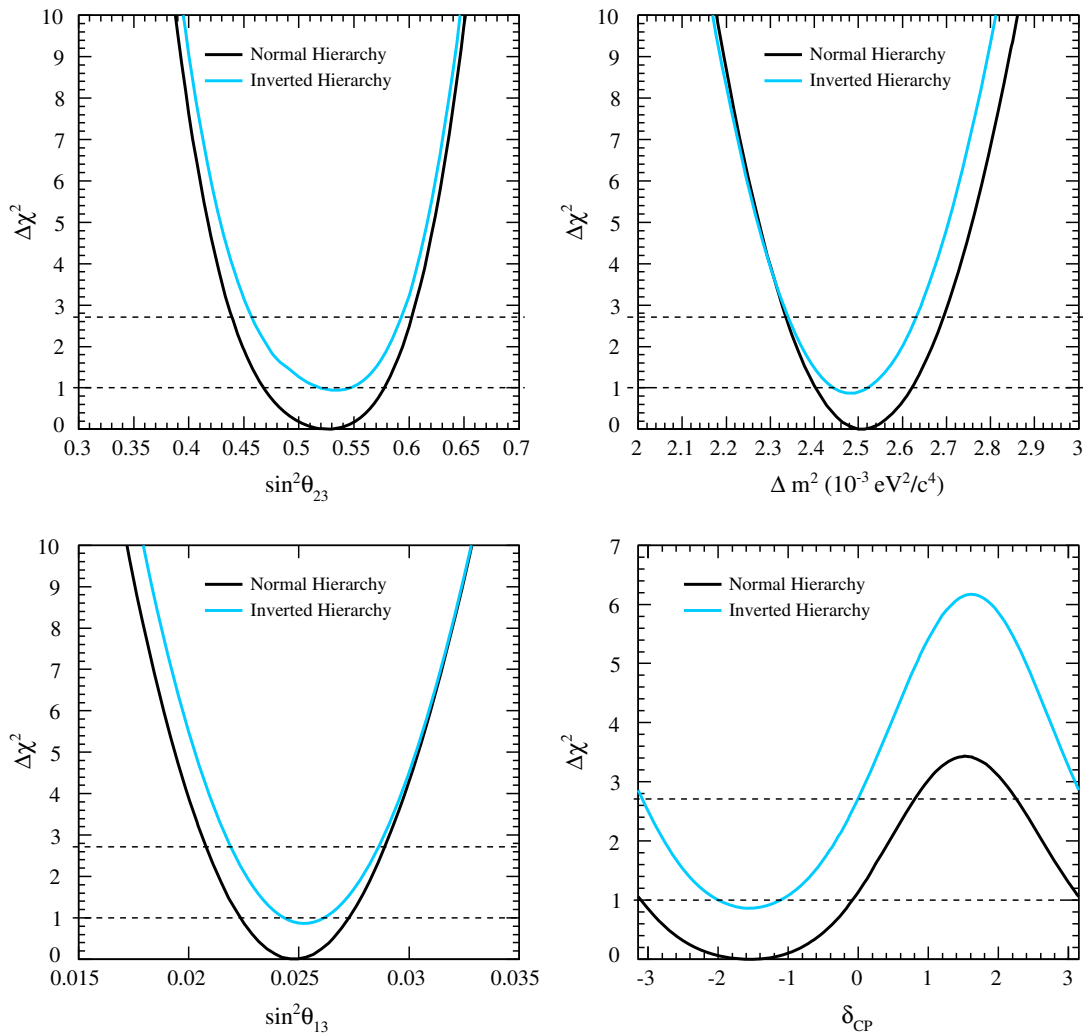 10
9
8
7
6
5
4
3
2
1
0
Δχ²
Normal Hierarchy
Inverted Hierarchy
0.3 0.35 0.4 0.45 0.5 0.55 0.6 0.65 0.7
sin²θ₂₃
10
9
8
7
6
5
4
3
2
1
0
Δχ²
Normal Hierarchy
Inverted Hierarchy
2 2.1 2.2 2.3 2.4 2.5 2.6 2.7 2.8 2.9 3
Δ m² (10⁻³ eV²/c⁴)
10
9
8
7
6
5
4
3
2
1
0
Δχ²
Normal Hierarchy
Inverted Hierarchy
0.015 0.02 0.025 0.03 0.035
sin²θ₁₃
7
6
5
4
3
2
1
0
Δχ²
Normal Hierarchy
Inverted Hierarchy
-3 -2 -1 0 1 2 3
δCP